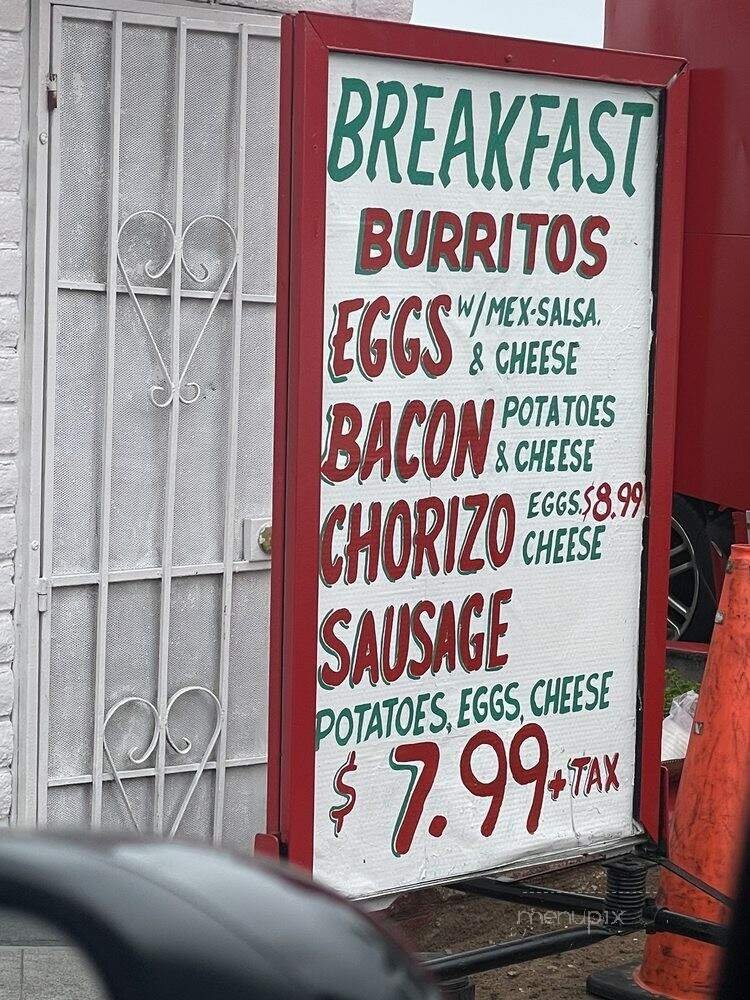 BREAKFAST
BURRITOS
EGGS W/MEX-SALSA.
& CHEESE
BACON POTATOES
& CHEESE
CHORIZO EGGS. $8.99
CHEESE
SAUSAGE
POTATOES, EGGS, CHEESE
$7.99 + TAX
menupix